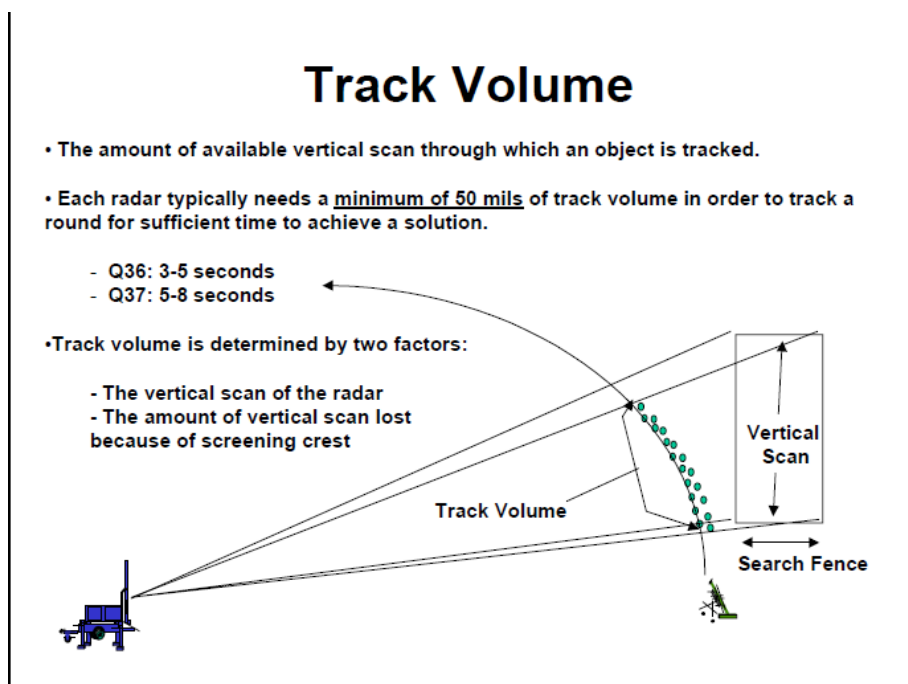 Track Volume
• The amount of available vertical scan through which an object is tracked.
• Each radar typically needs a minimum of 50 mils of track volume in order to track a
round for sufficient time to achieve a solution.
- Q36: 3-5 seconds
- Q37: 5-8 seconds
•Track volume is determined by two factors:
- The vertical scan of the radar
- The amount of vertical scan lost
because of screening crest
Vertical
Scan
Track Volume
Search Fence